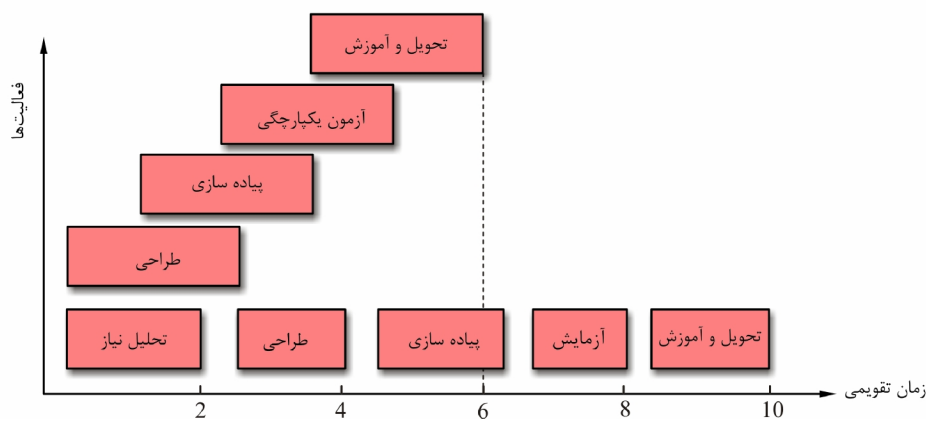 تحویل و آموزش
آزمون یکپارچگی
پیاده سازی
طراحی
تحلیل نیاز
طراحی
پیاده سازی
آزمایش
تحویل و آموزش
فعالیت‌ها
زمان تقویمی
2
4
6
8
10